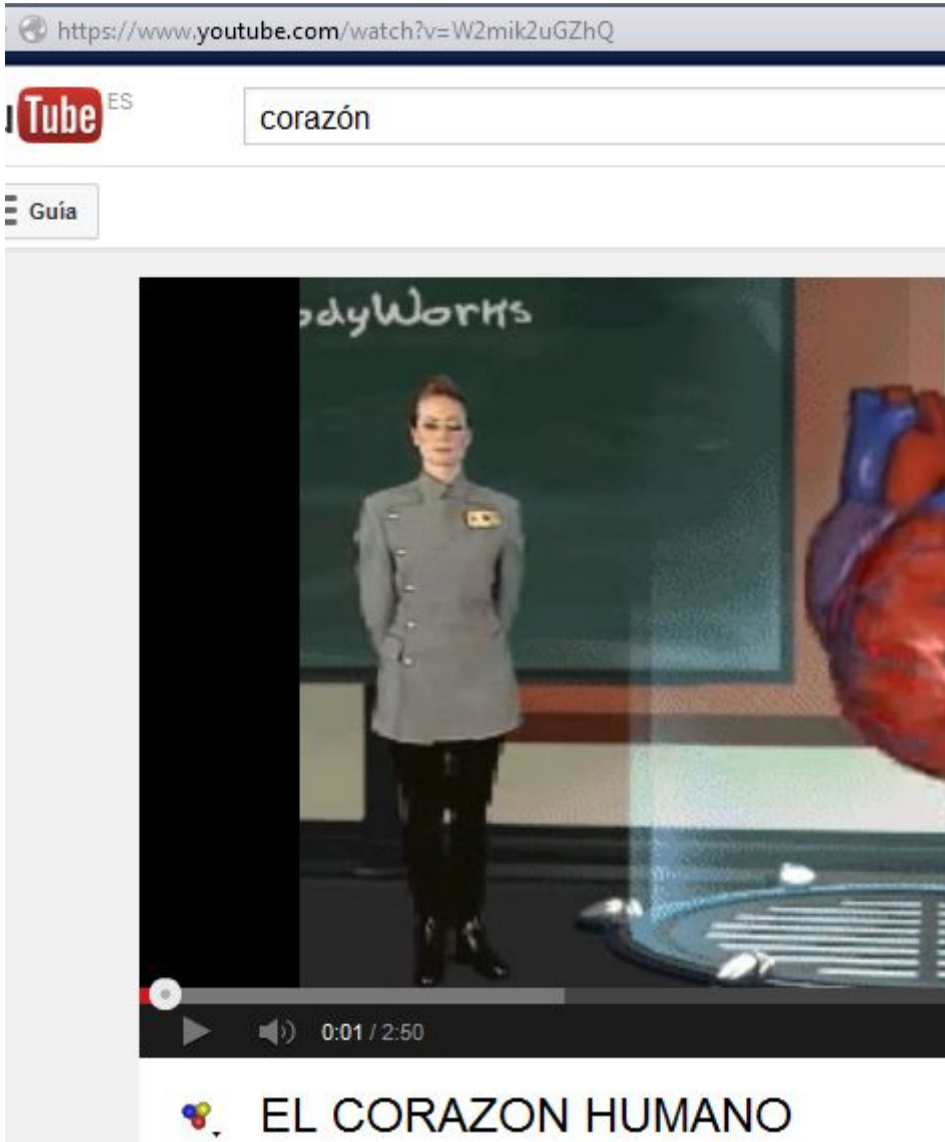 https://www.youtube.com/watch?v=W2mik2uGZhQ
Tube ES
corazón
Guía
odyWorks
0:01 / 2:50
EL CORAZON HUMANO